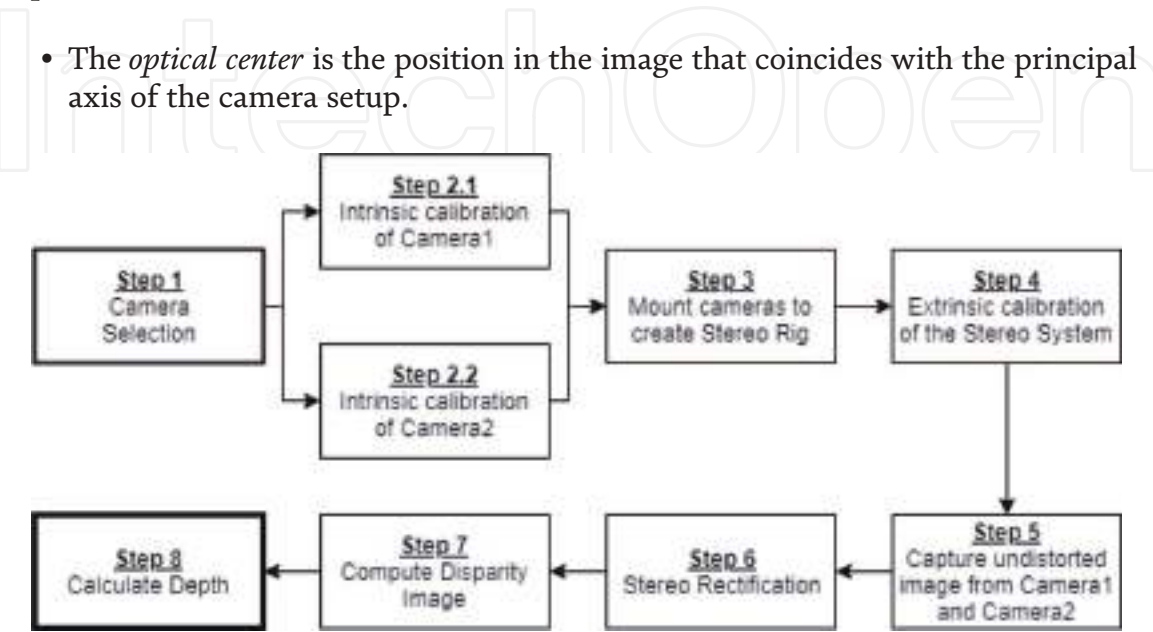 IntechOpen
• The optical center is the position in the image that coincides with the principal
axis of the camera setup.
Step 1
Camera
Selection
Step 2.1
Intrinsic calibration
of Camera1
Step 2.2
Intrinsic calibration
of Camera2
Step 3
Mount cameras to
create Stereo Rig
Step 4
Extrinsic calibration
of the Stereo System
Step 5
Capture undistorted
image from Camera1
and Camera2
Step 6
Stereo Rectification
Step 7
Compute Disparity
Image
Step 8
Calculate Depth